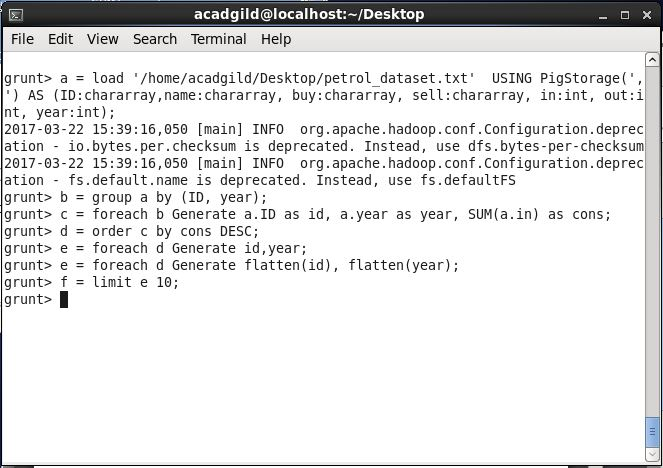 acadgild@localhost:~/Desktop
File Edit View Search Terminal Help
grunt> a = load '/home/acadgild/Desktop/petrol_dataset.txt'  USING PigStorage(',
') AS (ID:chararray,name:chararray, buy:chararray, sell:chararray, in:int, out:i
nt, year:int);
2017-03-22 15:39:16,050 [main] INFO  org.apache.hadoop.conf.Configuration.deprec
ation - io.bytes.per.checksum is deprecated. Instead, use dfs.bytes-per-checksum
2017-03-22 15:39:16,050 [main] INFO  org.apache.hadoop.conf.Configuration.deprec
ation - fs.default.name is deprecated. Instead, use fs.defaultFS
grunt> b = group a by (ID, year);
grunt> c = foreach b Generate a.ID as id, a.year as year, SUM(a.in) as cons;
grunt> d = order c by cons DESC;
grunt> e = foreach d Generate id,year;
grunt> e = foreach d Generate flatten(id), flatten(year);
grunt> f = limit e 10;
grunt>